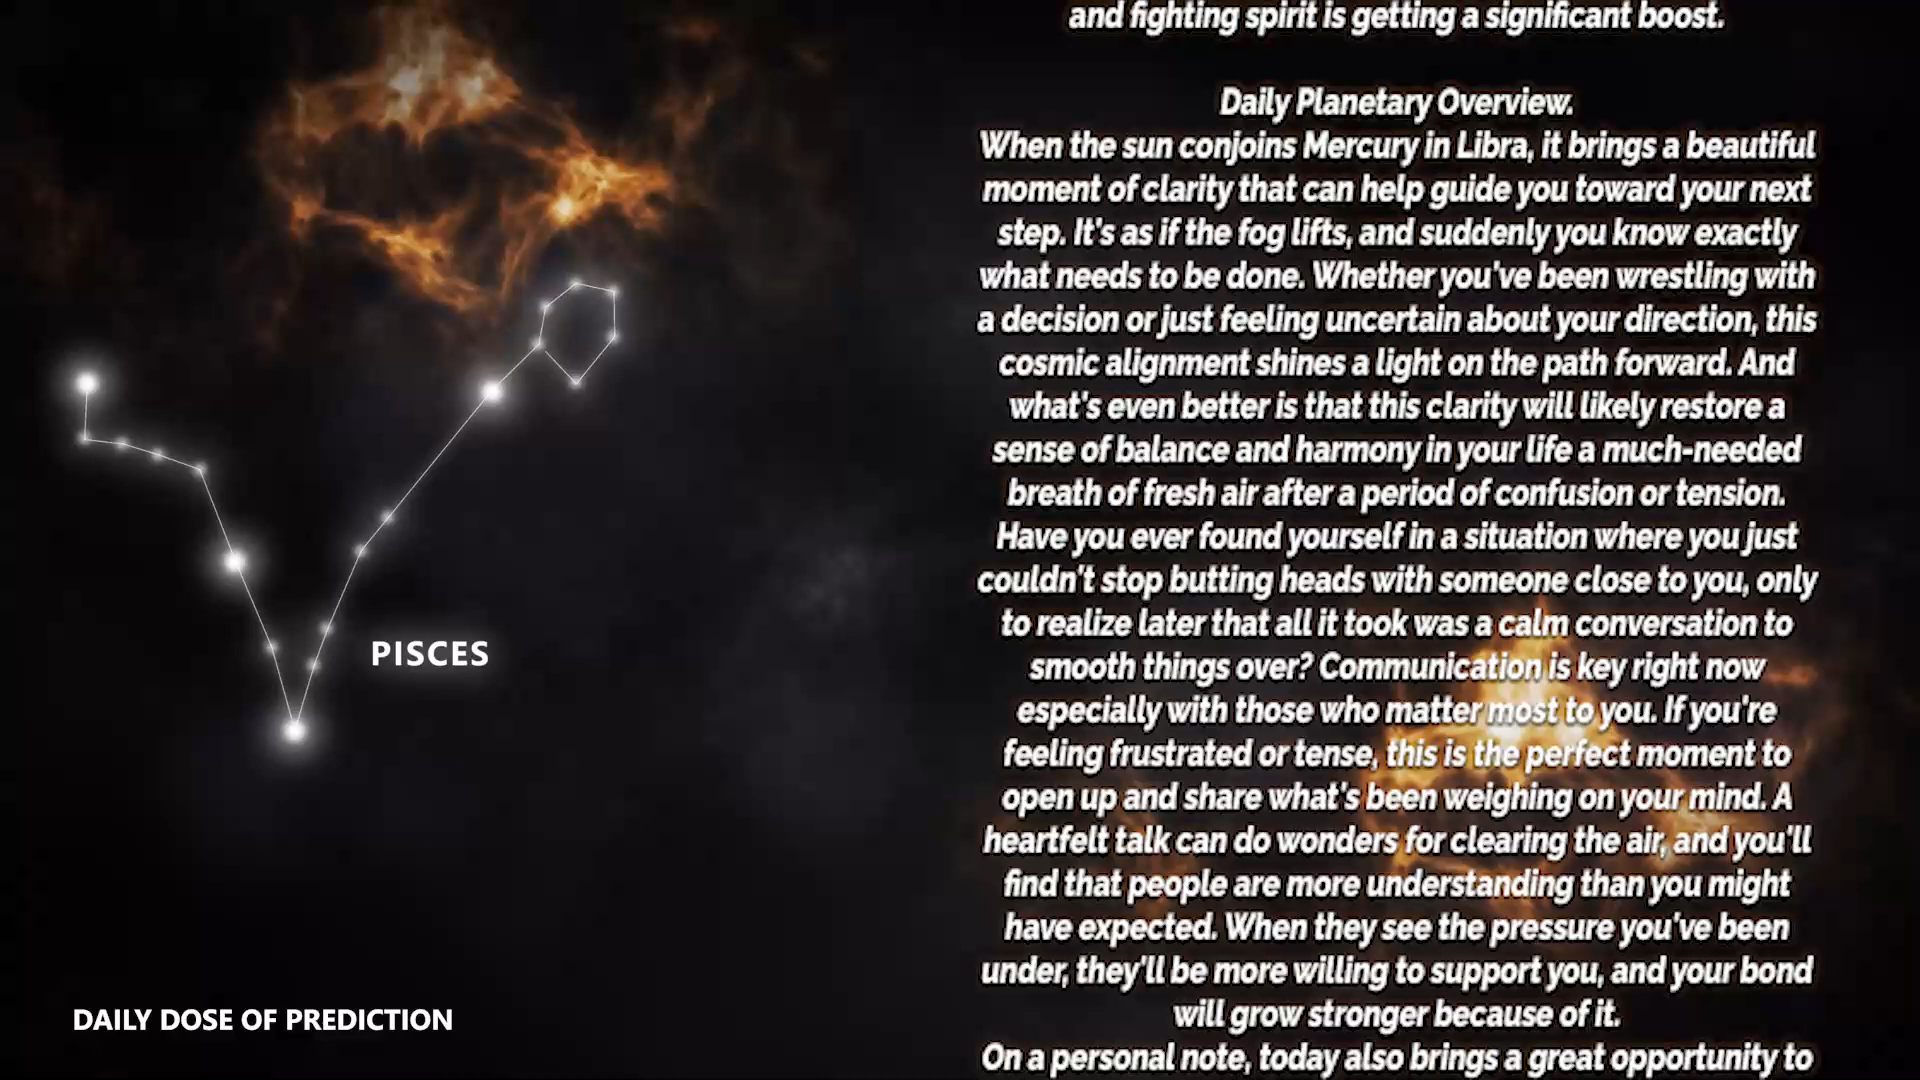 and fighting spirit is getting a significant boost.
Daily Planetary Overview.
When the sun conjoins Mercury in Libra, it brings a beautiful
moment of clarity that can help guide you toward your next
step. It's as if the fog lifts, and suddenly you know exactly
what needs to be done. Whether you've been wrestling with
a decision or just feeling uncertain about your direction, this
cosmic alignment shines a light on the path forward. And
what's even better is that this clarity will likely restore a
sense of balance and harmony in your life a much-needed
breath of fresh air after a period of confusion or tension.
Have you ever found yourself in a situation where you just
couldn't stop butting heads with someone close to you, only
to realize later that all it took was a calm conversation to
smooth things over? Communication is key right now
especially with those who matter most to you. If you're
feeling frustrated or tense, this is the perfect moment to
open up and share what's been weighing on your mind. A
heartfelt talk can do wonders for clearing the air, and you'll
find that people are more understanding than you might
have expected. When they see the pressure you've been
under, they'll be more willing to support you, and your bond
will grow stronger because of it.
On a personal note, today also brings a great opportunity to
PISCES
DAILY DOSE OF PREDICTION